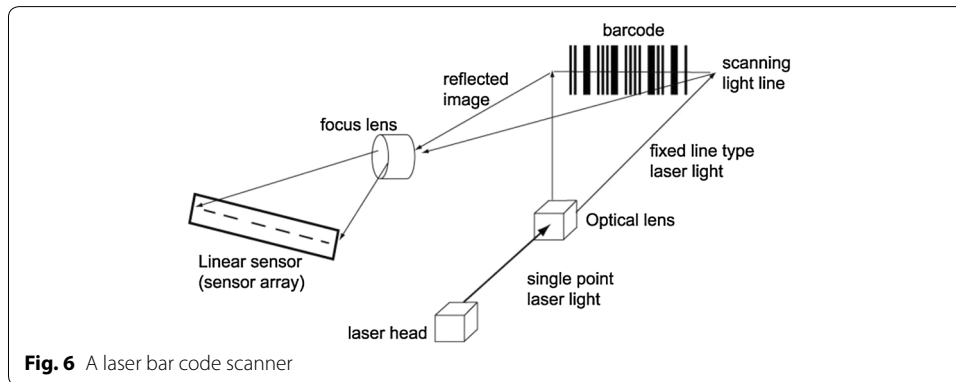 barcode
scanning
light line
reflected
image
focus lens
fixed line type
laser light
Optical lens
Linear sensor
(sensor array)
single point
laser light
laser head
Fig. 6 A laser bar code scanner